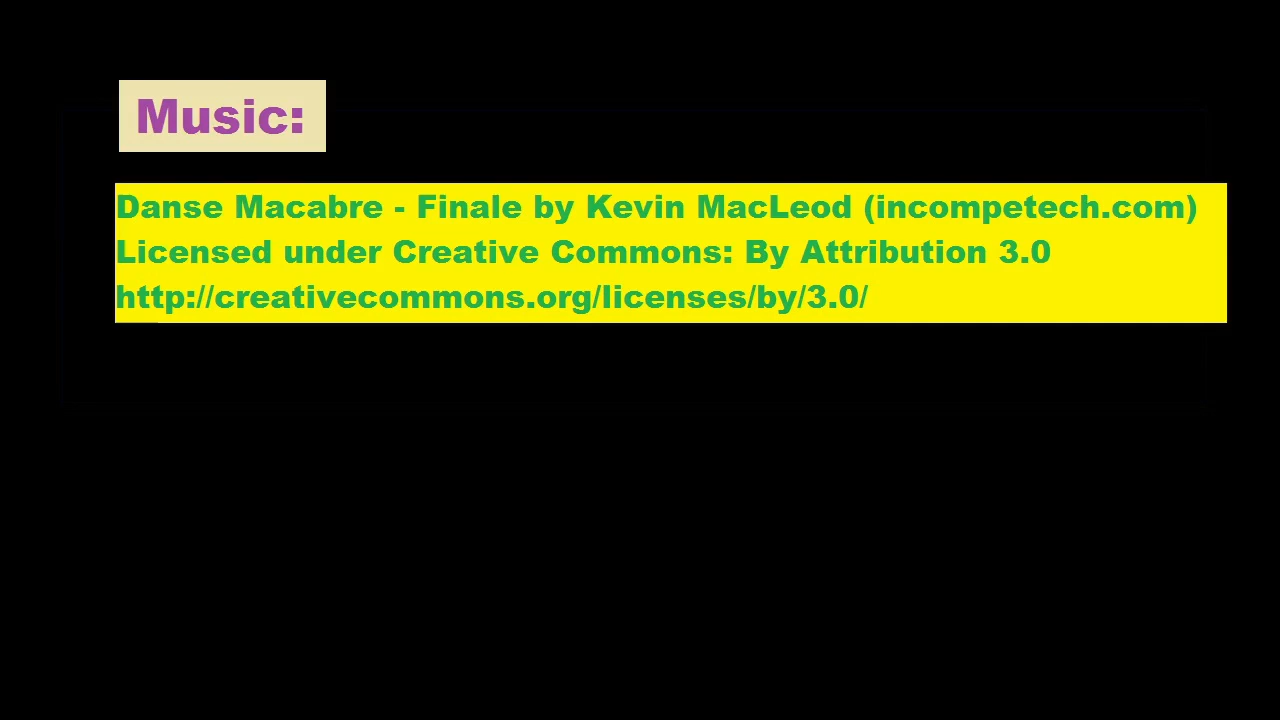 Music:
Danse Macabre - Finale by Kevin MacLeod (incompetech.com)
Licensed under Creative Commons: By Attribution 3.0
http://creativecommons.org/licenses/by/3.0/